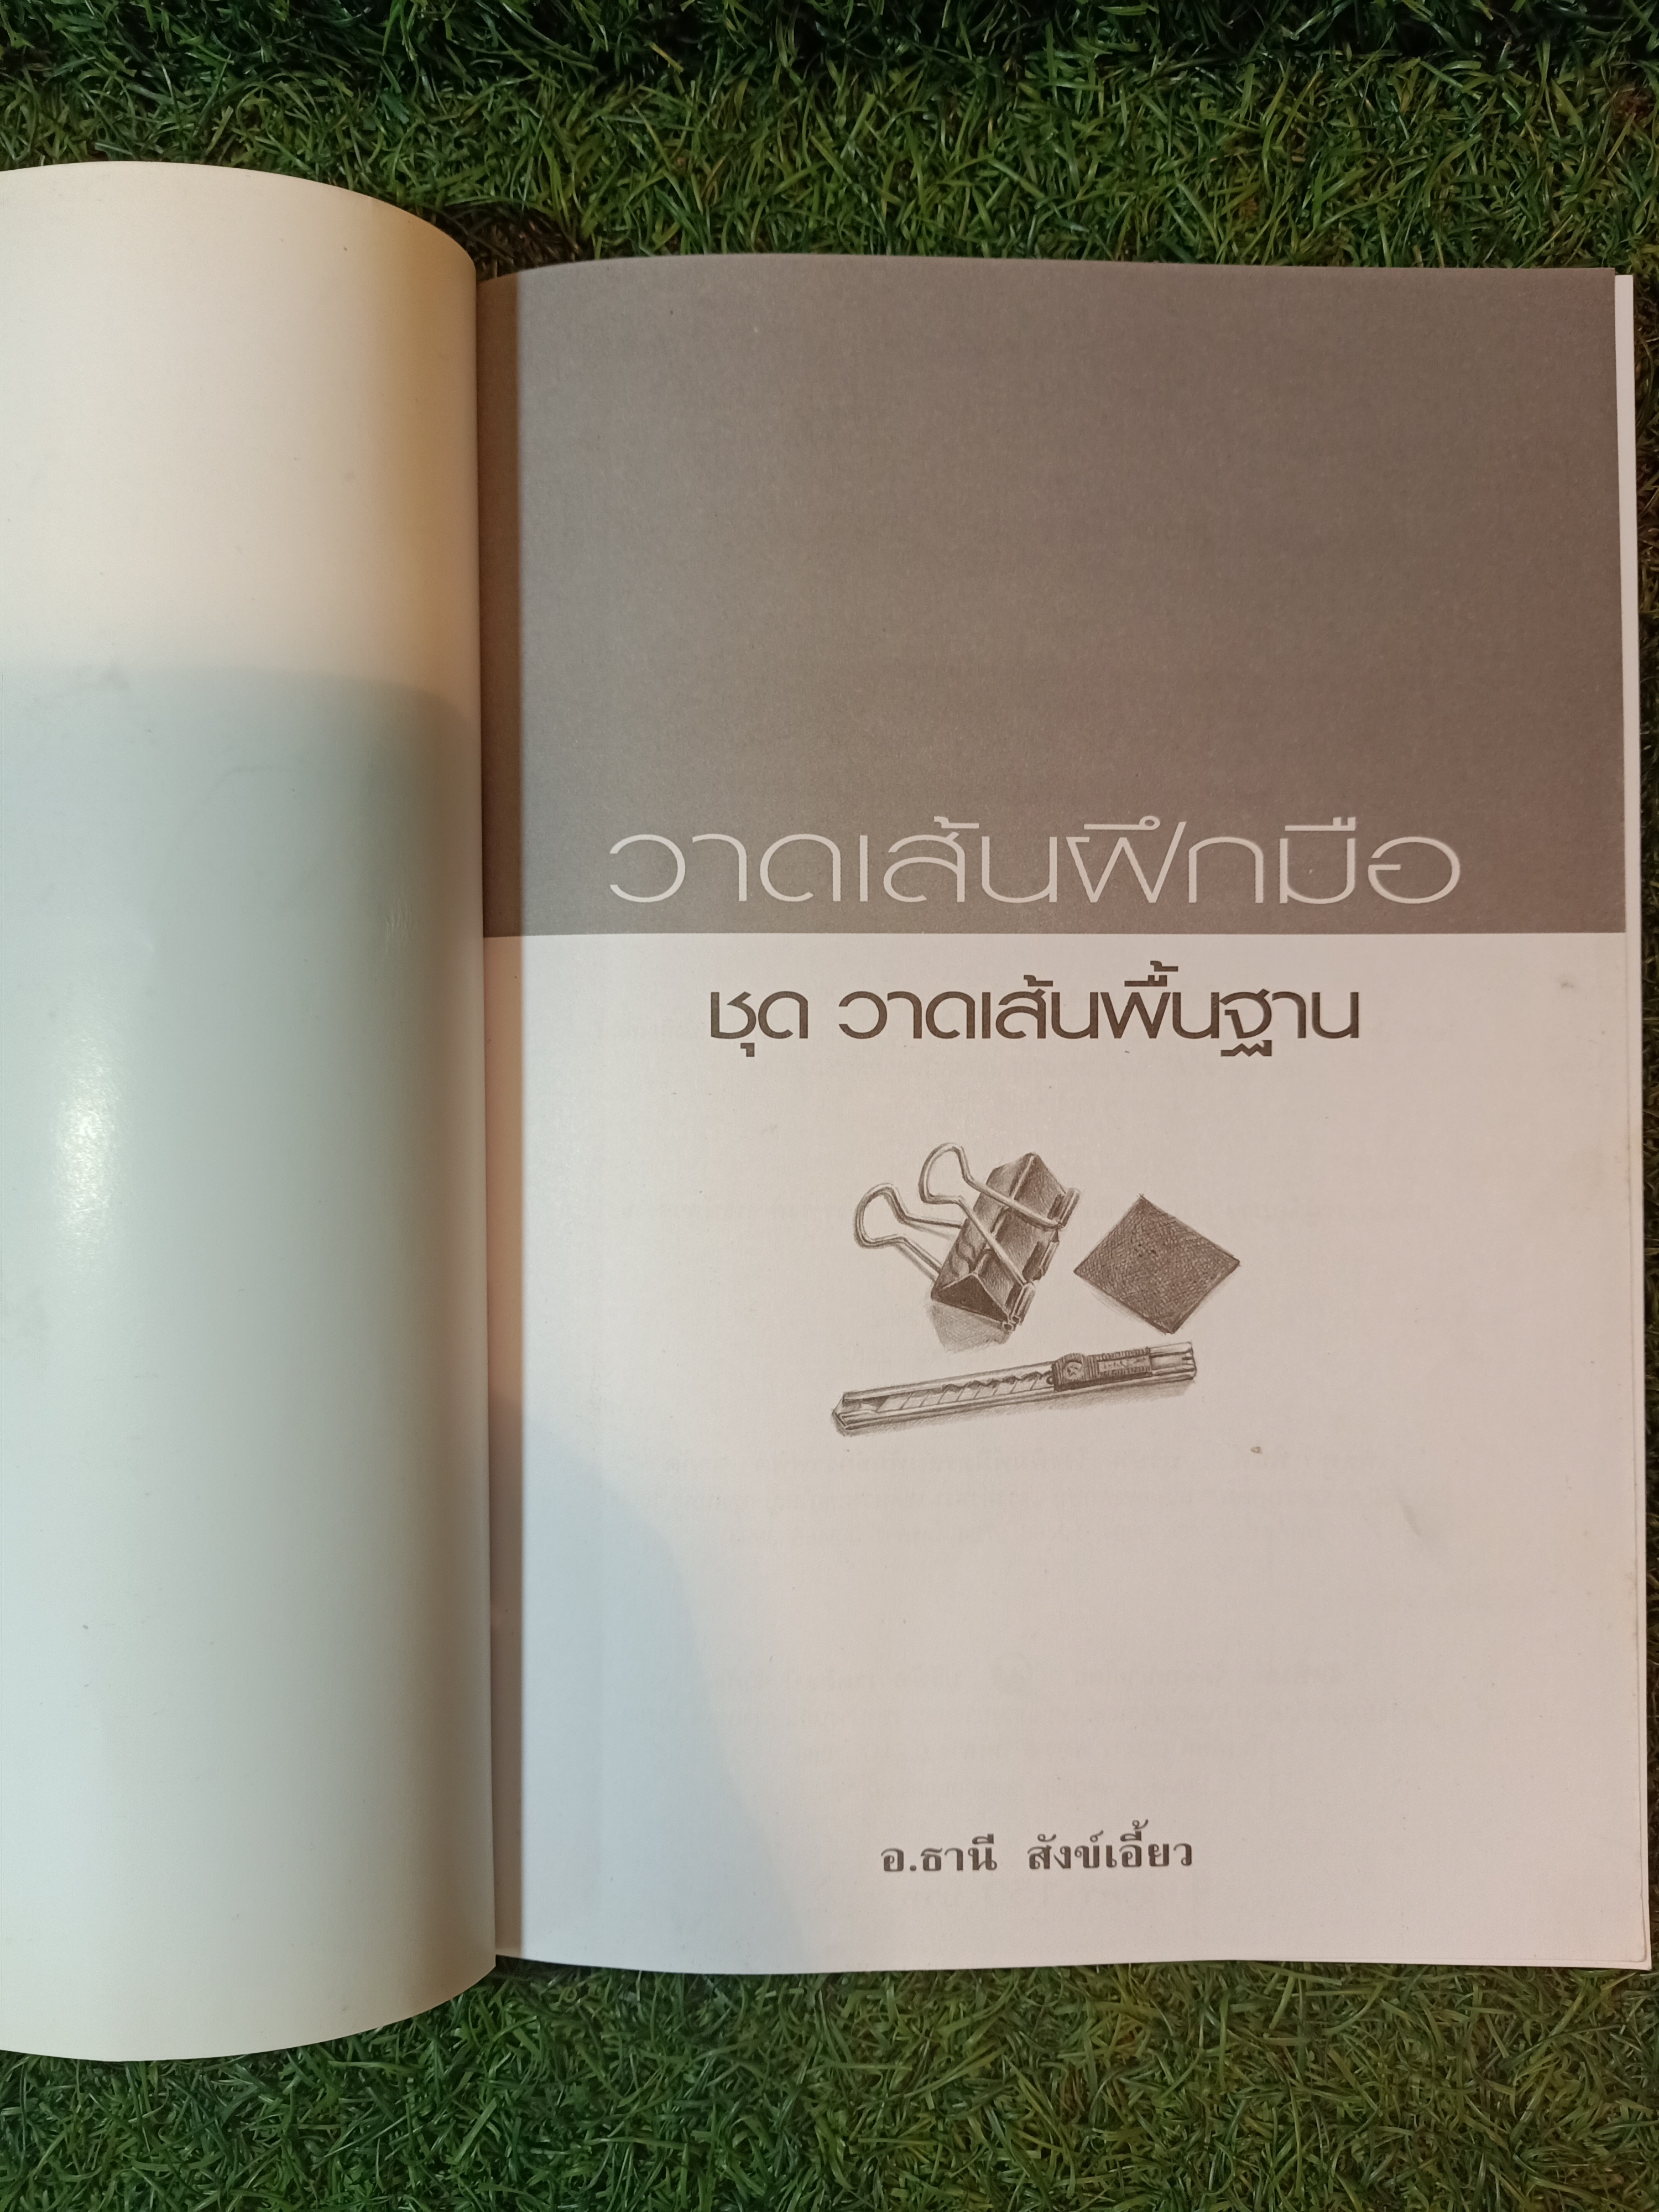 วาดเส้นฝึกมือ
ชุด วาดเส้นพื้นฐาน
อ.ธานี สังข์เอี้ยว